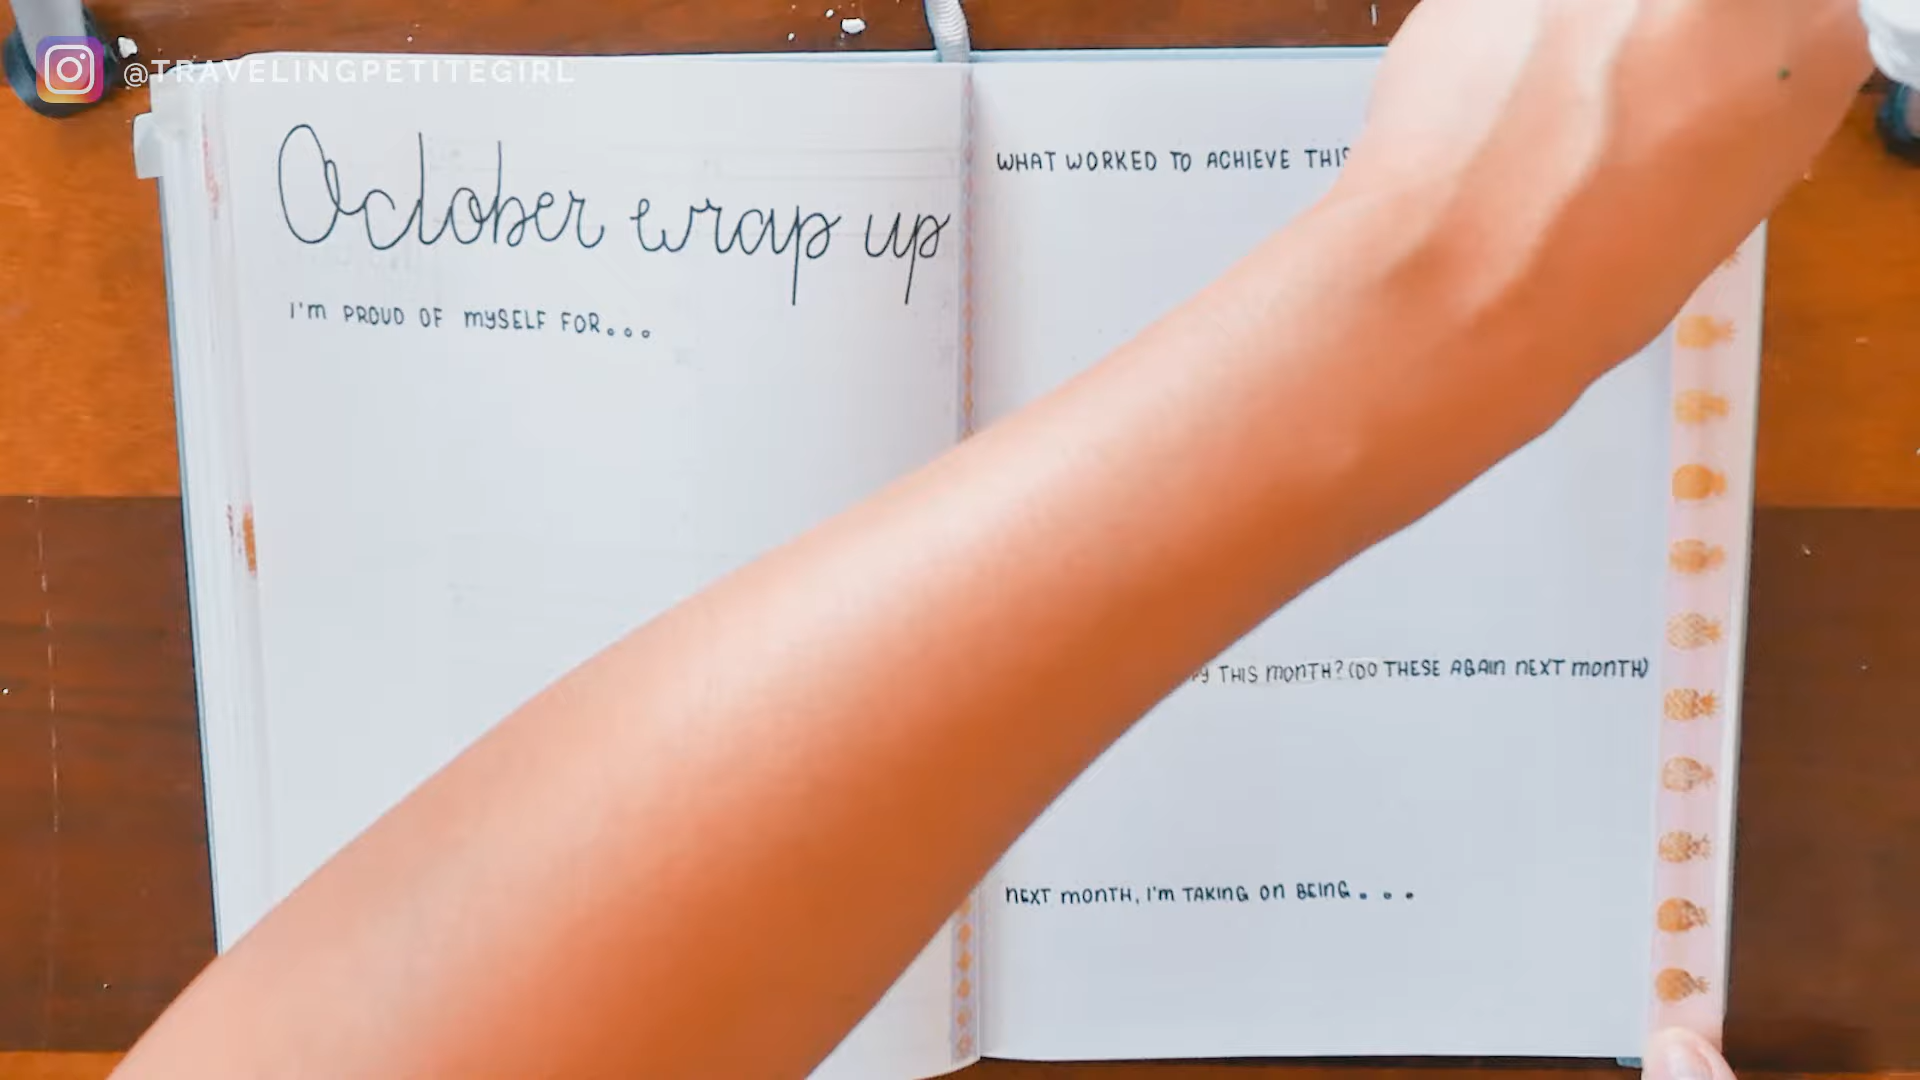 @TRAVELINGPETITEGIRL
October wrap up
I'm PROUD OF mySELF FOR...
WHAT WORKED TO ACHIEVE THIS
THIS monTH? (DO THESE AGAIn nEXT monTH)
nEXT monTH, I'm TAKING On BEING...